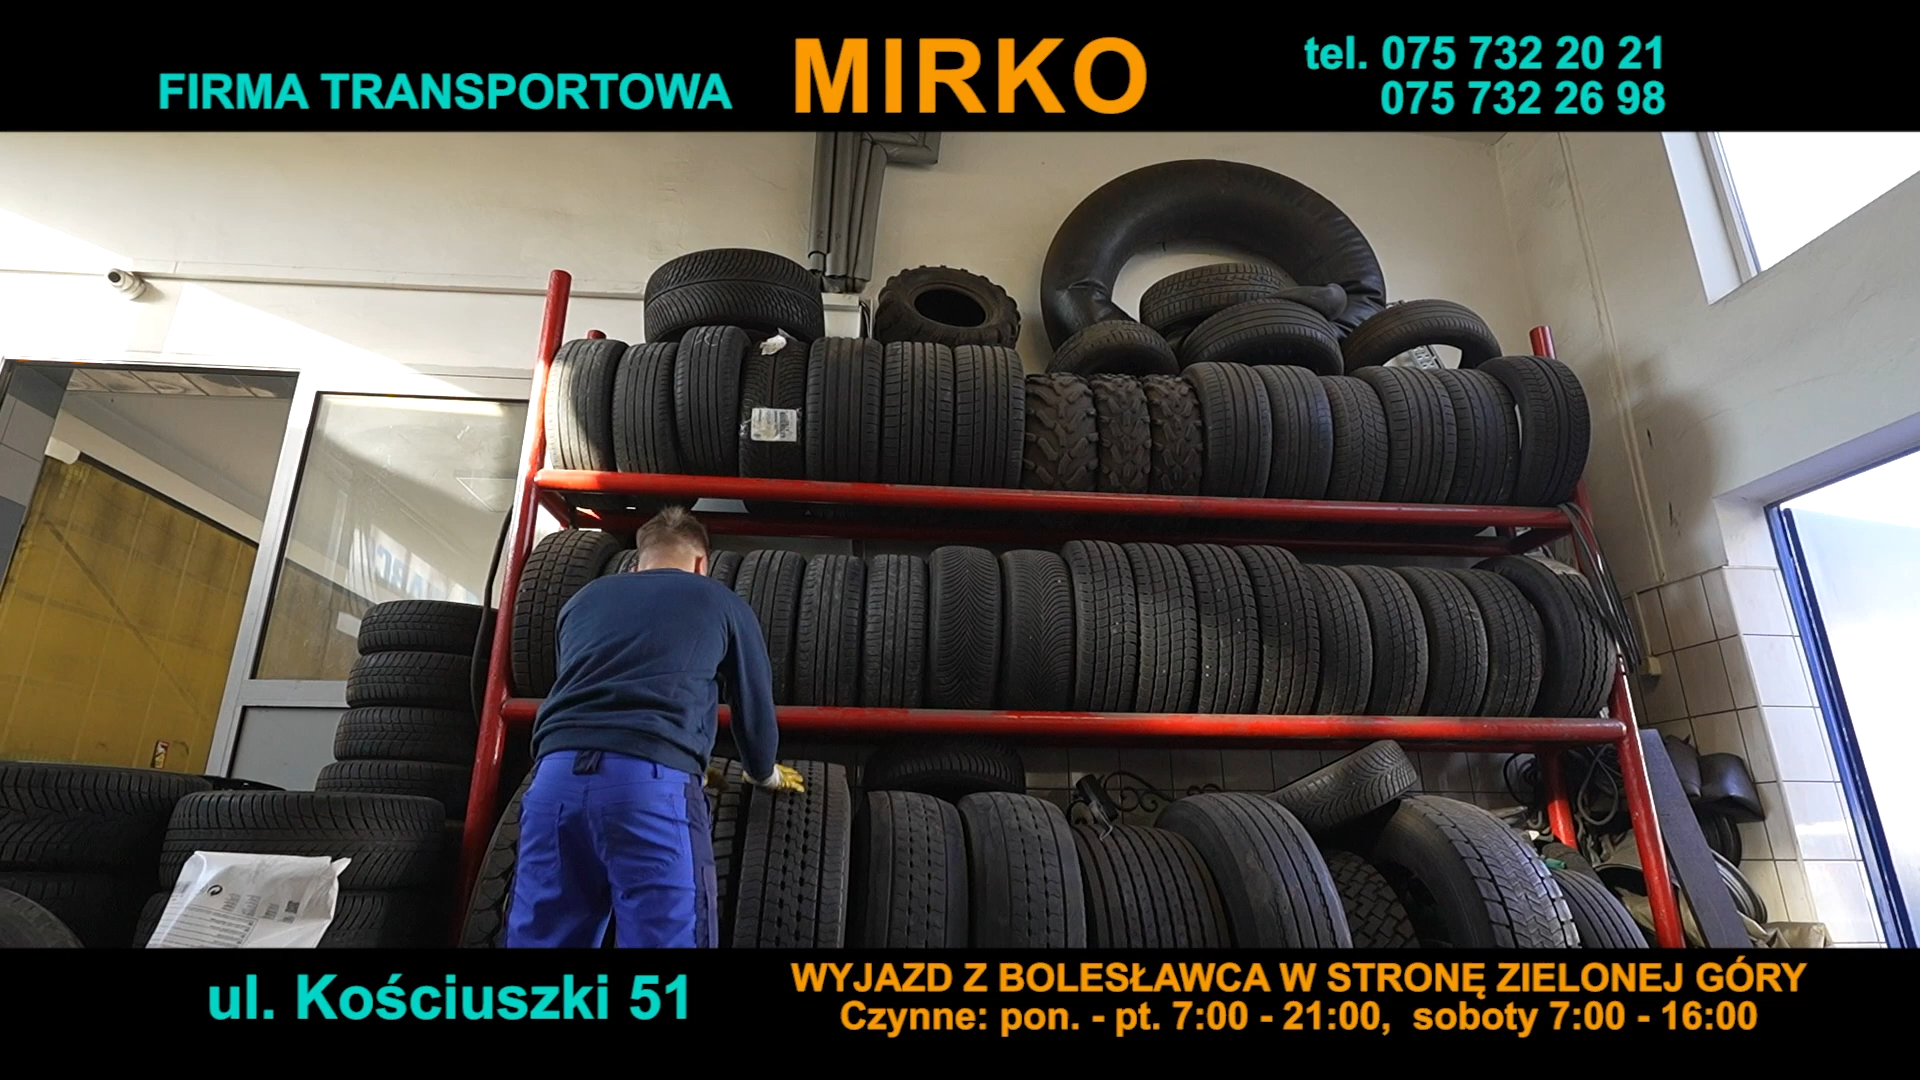 FIRMA TRANSPORTOWA MIRKO
tel. 075 732 20 21
075 732 26 98
ul. Kościuszki 51
WYJAZD Z BOLESŁAWCA W STRONĘ ZIELONEJ GÓRY
Czynne: pon. - pt. 7:00 - 21:00, soboty 7:00 - 16:00